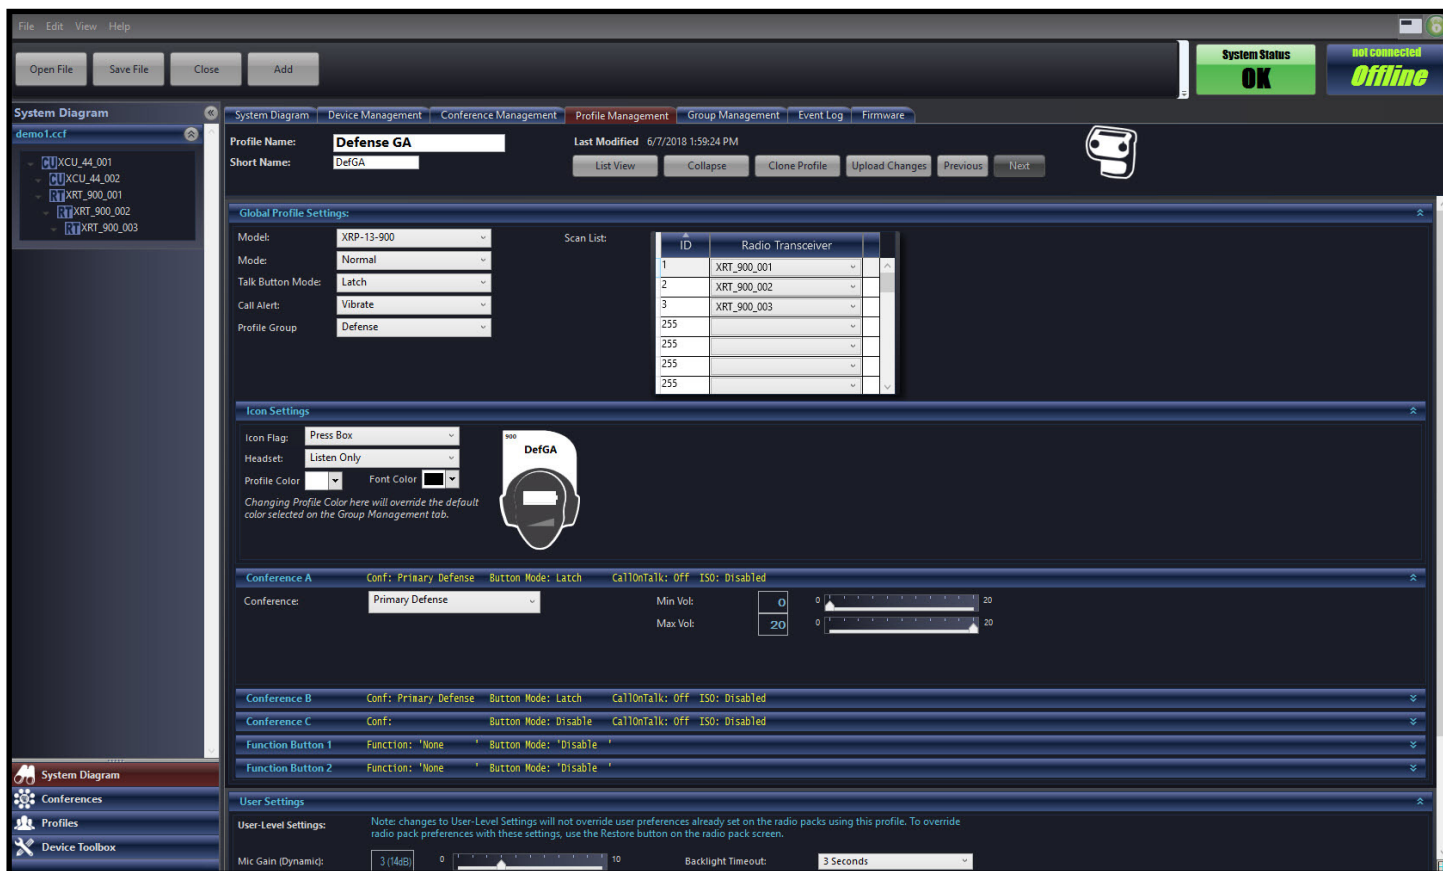 File Edit View Help
Open File Save File Close Add
System Status
OK
not connected
Offline
System Diagram
demo1.ccf
CU XCU_44_001
CU XCU_44_002
RT XRT_900_001
RT XRT_900_002
RT XRT_900_003
System Diagram
Conferences
Profiles
Device Toolbox
System Diagram Device Management Conference Management Profile Management Group Management Event Log Firmware
Profile Name: Defense GA Last Modified 6/7/2018 1:59:24 PM
Short Name: DefGA
List View Collapse Clone Profile Upload Changes Previous Next
Global Profile Settings:
Model: XRP-13-900
Mode: Normal
Talk Button Mode: Latch
Call Alert: Vibrate
Profile Group Defense
Scan List:
ID Radio Transceiver
1 XRT_900_001
2 XRT_900_002
3 XRT_900_003
255
255
255
255
Icon Settings
Icon Flag: Press Box
Headset: Listen Only
Profile Color Font Color
Changing Profile Color here will override the default
color selected on the Group Management tab.
900
DefGA
Conference A Conf: Primary Defense Button Mode: Latch CallOnTalk: Off ISO: Disabled
Conference: Primary Defense
Min Vol: 0 0 20
Max Vol: 20 0 20
Conference B Conf: Primary Defense Button Mode: Latch CallOnTalk: Off ISO: Disabled
Conference C Conf: Button Mode: Disable CallOnTalk: Off ISO: Disabled
Function Button 1 Function: 'None ' Button Mode: 'Disable '
Function Button 2 Function: 'None ' Button Mode: 'Disable '
User Settings
User-Level Settings:
Note: changes to User-Level Settings will not override user preferences already set on the radio packs using this profile. To override
radio pack preferences with these settings, use the Restore button on the radio pack screen.
Mic Gain (Dynamic): 3 (14dB) 0 10 Backlight Timeout: 3 Seconds